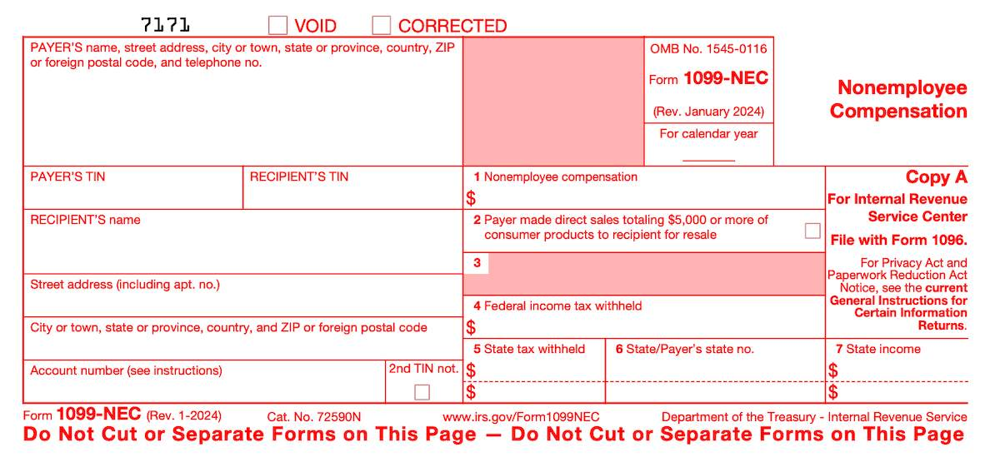 7171 VOID CORRECTED
PAYER'S name, street address, city or town, state or province, country, ZIP
or foreign postal code, and telephone no.
OMB No. 1545-0116
Form 1099-NEC
(Rev. January 2024)
For calendar year
Nonemployee
Compensation
PAYER'S TIN
RECIPIENT'S TIN
1 Nonemployee compensation
$
Copy A
For Internal Revenue
Service Center
File with Form 1096.
For Privacy Act and
Paperwork Reduction Act
Notice, see the current
General Instructions for
Certain Information
Returns.
RECIPIENT'S name
2 Payer made direct sales totaling $5,000 or more of
consumer products to recipient for resale
3
Street address (including apt. no.)
4 Federal income tax withheld
$
City or town, state or province, country, and ZIP or foreign postal code
5 State tax withheld
$
$
6 State/Payer's state no.
7 State income
$
$
Account number (see instructions)
2nd TIN not.
Form 1099-NEC (Rev. 1-2024) Cat. No. 72590N www.irs.gov/Form1099NEC Department of the Treasury - Internal Revenue Service
Do Not Cut or Separate Forms on This Page — Do Not Cut or Separate Forms on This Page